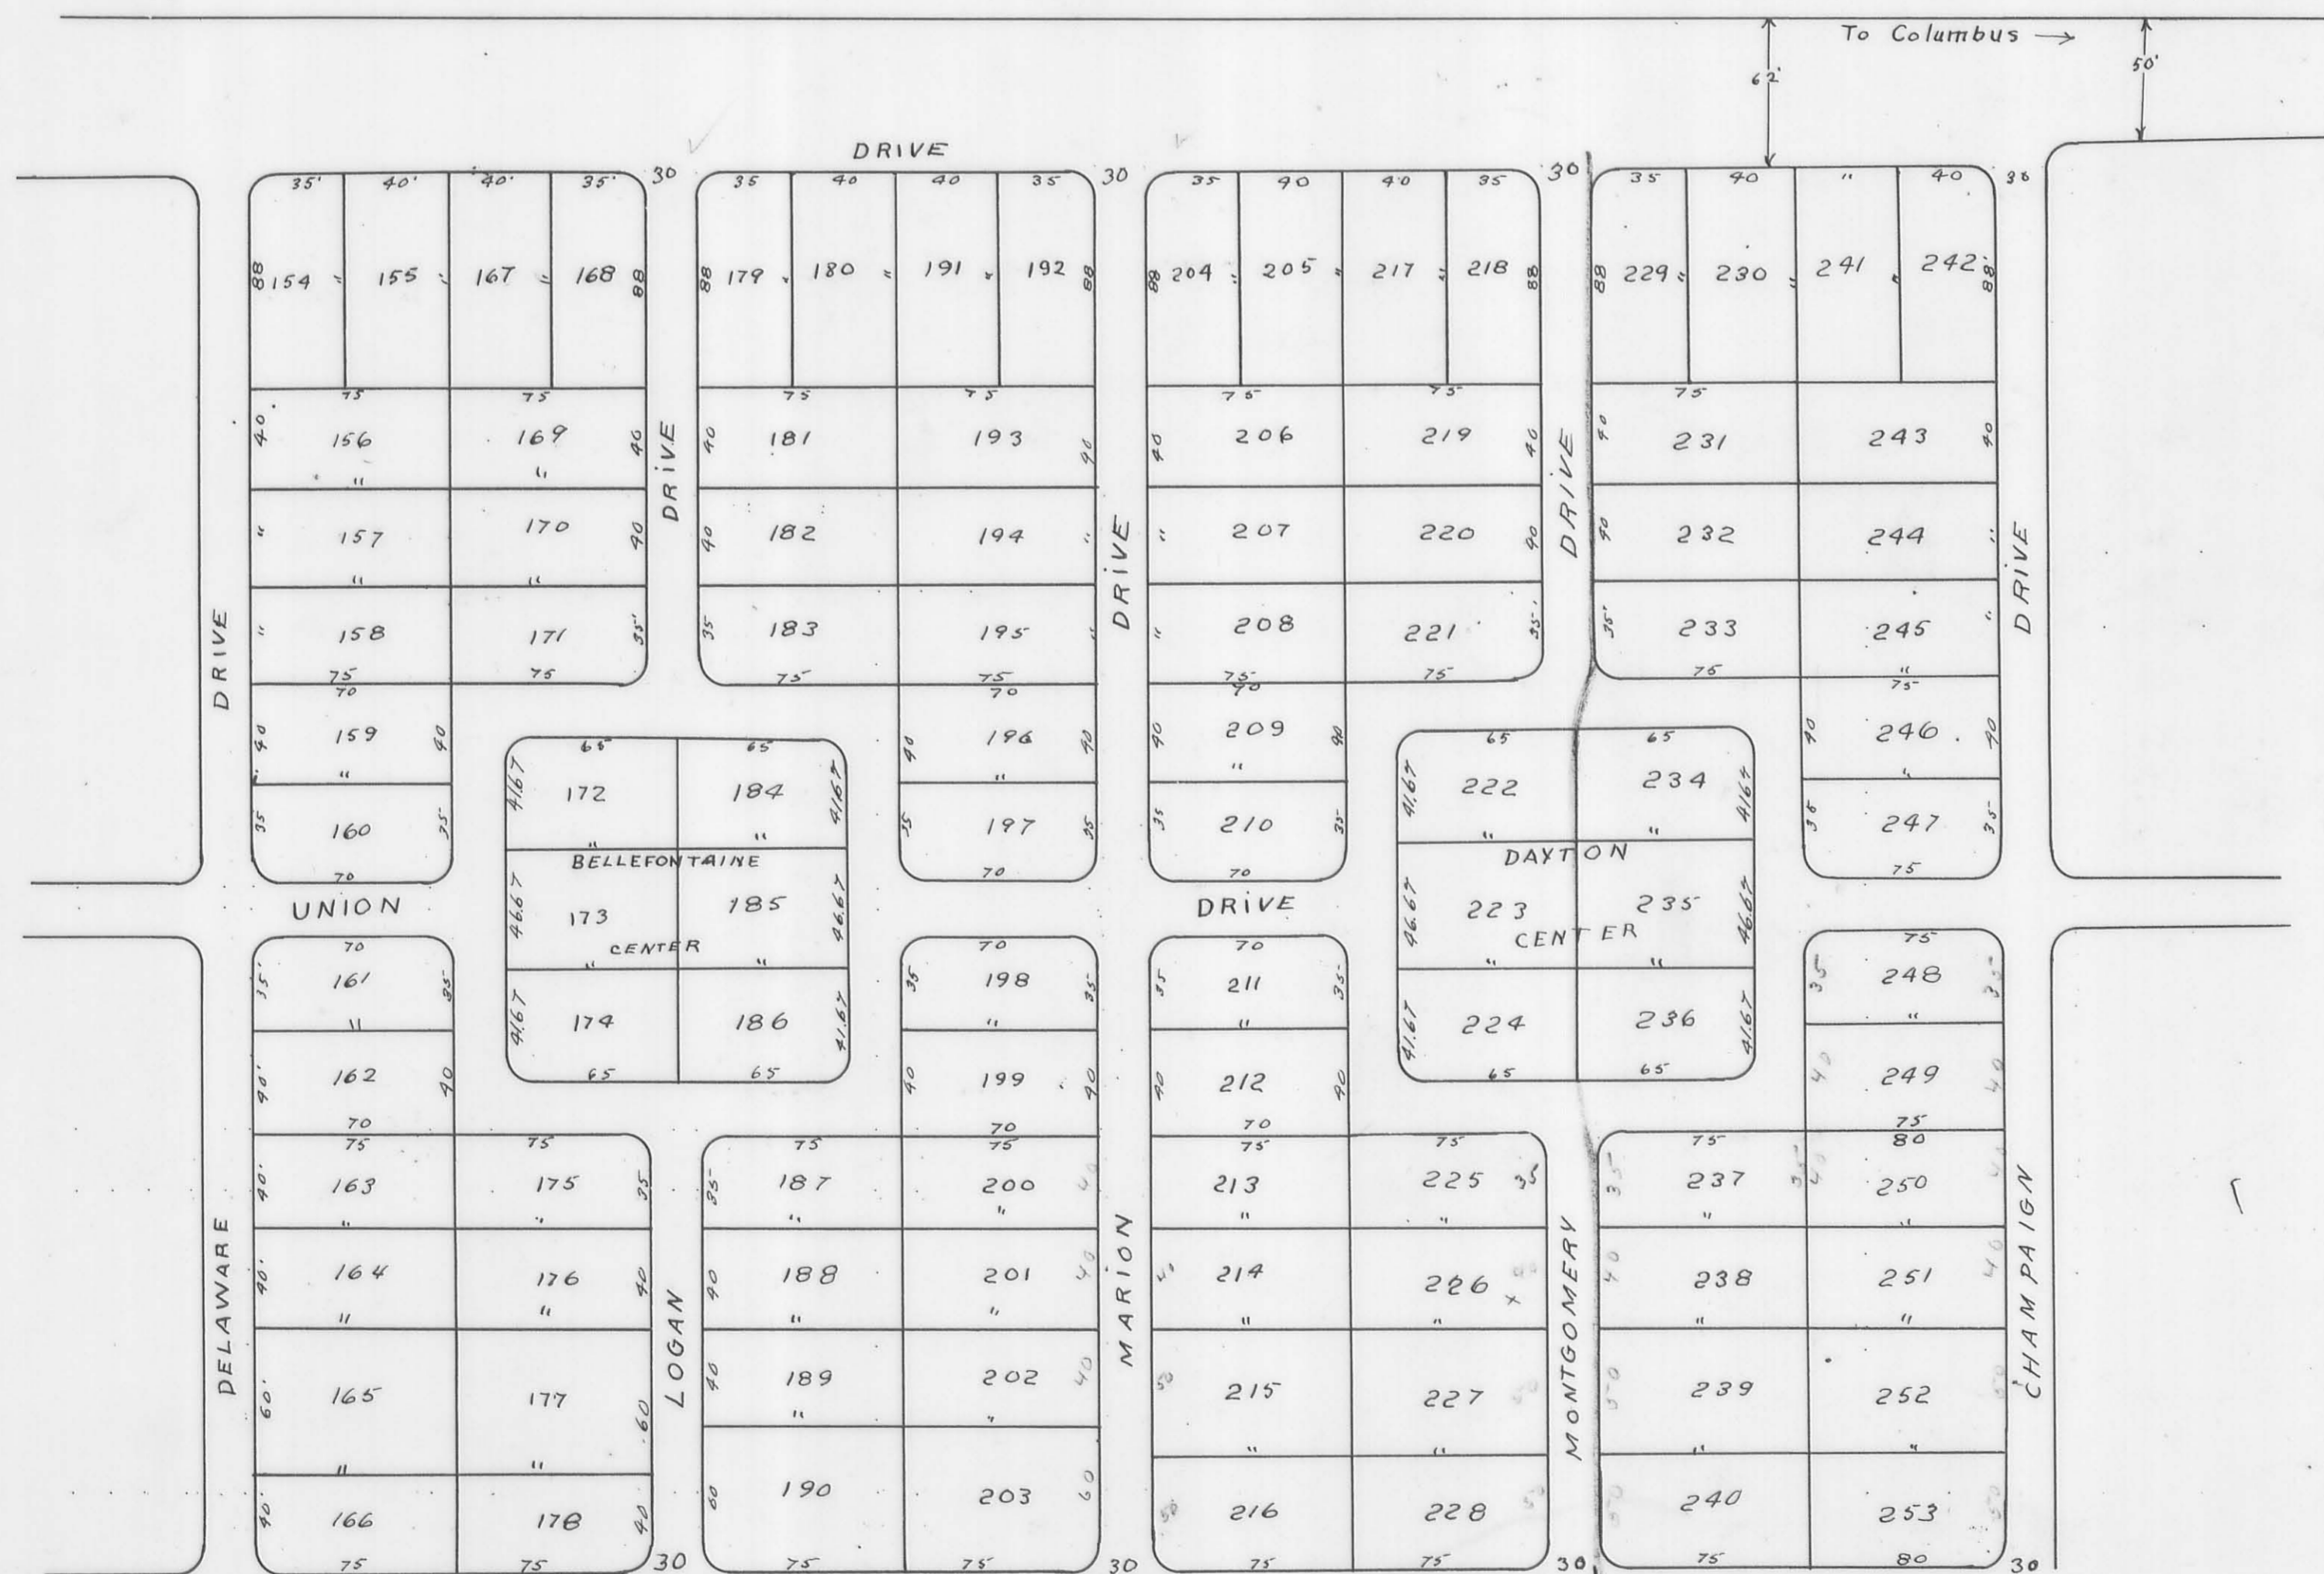 To Columbus →
62' 50'
DRIVE
35' 40' 40' 35' 30 35 40 40 35 30 35 40 40 35 30 35 40 " 40 30
88 154 " 155 " 167 " 168 88 88 179 " 180 " 191 " 192 88 88 204 " 205 " 217 " 218 88 88 229 " 230 " 241 " 242 88'
75 75 75 75 75 75 75
40 156 169 40 40 181 193 40 40 206 219 40 40 231 243 40
" "
" 157 170 40 40 182 194 " " 207 220 40 40 232 244 "
" "
" 158 171 35' 35 183 195 " " 208 221 35' 35' 233 245 "
75 75 75 75 75 75 75 "
70 70 70 75
40 159 40 40 196 40 40 209 40 40 246 40
" " " "
35 160 35 35 197 35 35 210 35 35 247 35
70 70 70 75
65 65
41.67 172 184 41.67
" "
BELLEFONTAINE
46.67 173 185 46.67
CENTER
" "
41.67 174 186 41.67
65 65
65 65
41.67 222 234 41.67
" "
DAYTON
46.67 223 235 46.67
CENTER
" "
41.67 224 236 41.67
65 65
UNION DRIVE
70 70 70 75
35' 161 35 35 198 35 35 211 35 35 248 35
" " " "
40' 162 40 40 199 40 40 212 40 40 249 40
70 70 70 75
75 75 75 75 75 75 75 80
40' 163 175 35 35 187 200 40 213 225 35 35 237 35 40 250 40
" " " " " " " "
40' 164 176 40 40 188 201 40 40 214 226 x 40 238 251 40
" " " " " " " "
60' 165 177 60 40 189 202 40 50 215 227 50 50 239 252 50
" " " " " " " "
40' 166 178 40 60 190 203 60 50 216 228 50 50 240 253 50
75 75 30 75 75 30 75 75 30 75 80 30
DELAWARE DRIVE
LOGAN DRIVE
MARION DRIVE
MONTGOMERY DRIVE
CHAMPAIGN DRIVE